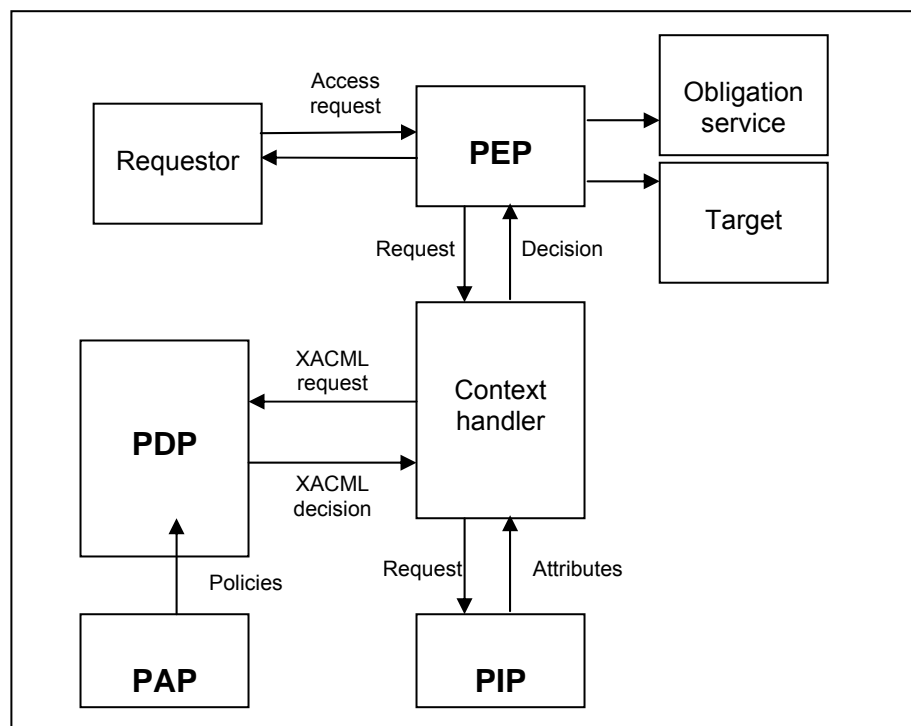 Access
request
Obligation
service
Requestor
PEP
Target
Request
Decision
XACML
request
Context
handler
PDP
XACML
decision
Policies
Request
Attributes
PAP
PIP